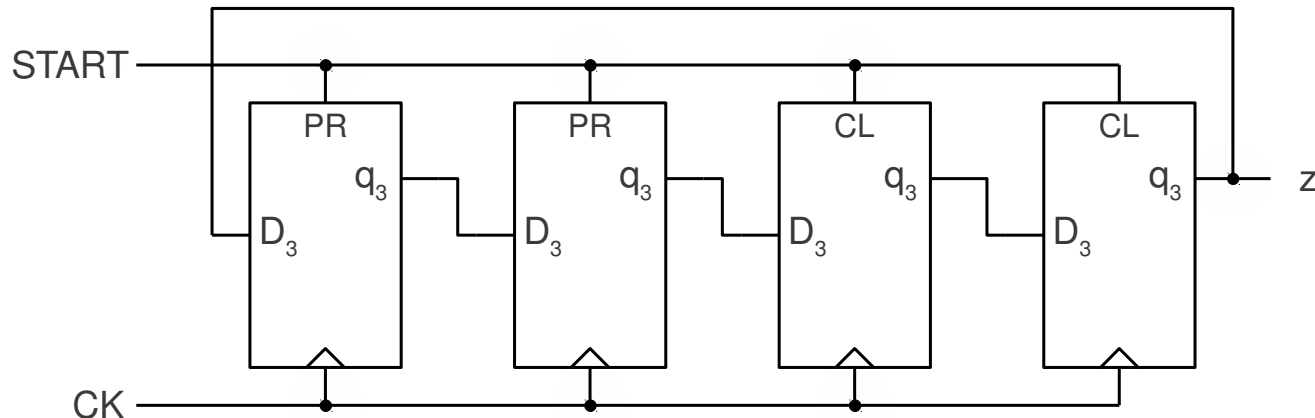 START
PR PR CL CL
q₃ q₃ q₃ q₃ z
D₃ D₃ D₃ D₃
CK